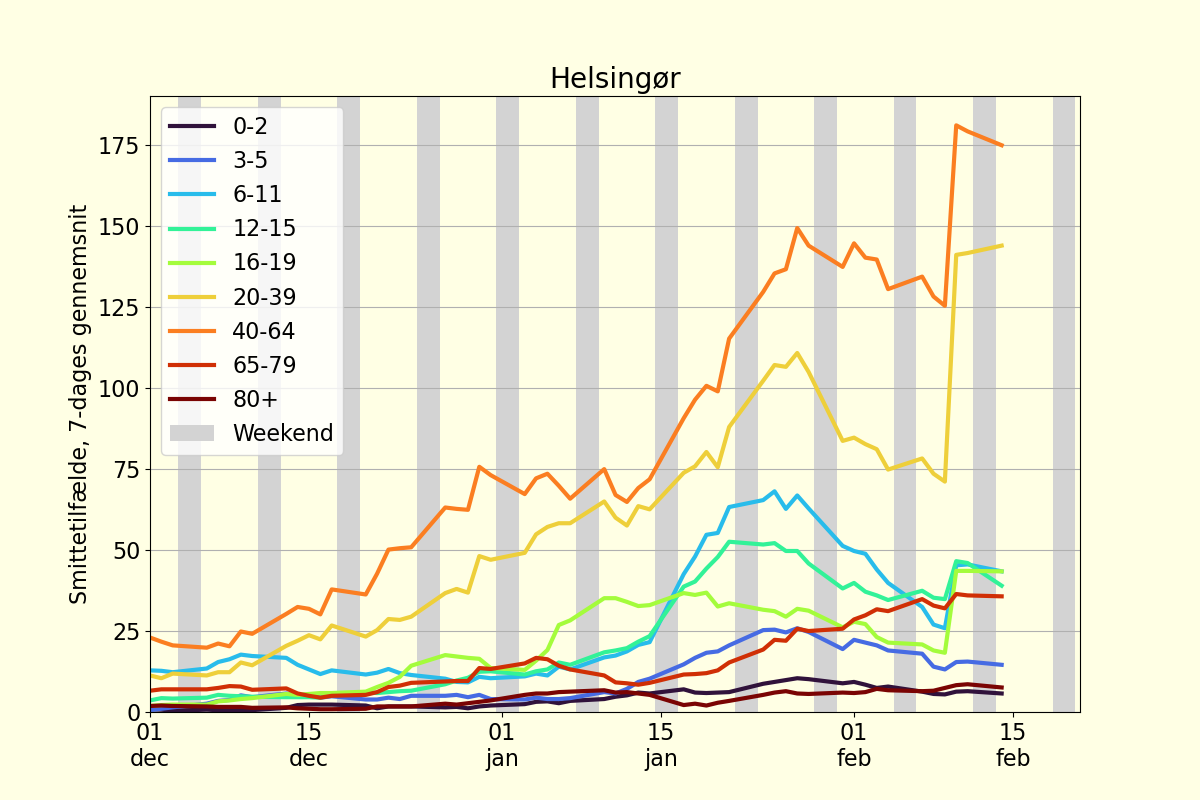 Helsingør
Smittetilfælde, 7-dages gennemsnit
175
150
125
100
75
50
25
0
0-2
3-5
6-11
12-15
16-19
20-39
40-64
65-79
80+
Weekend
01 dec
15 dec
01 jan
15 jan
01 feb
15 feb